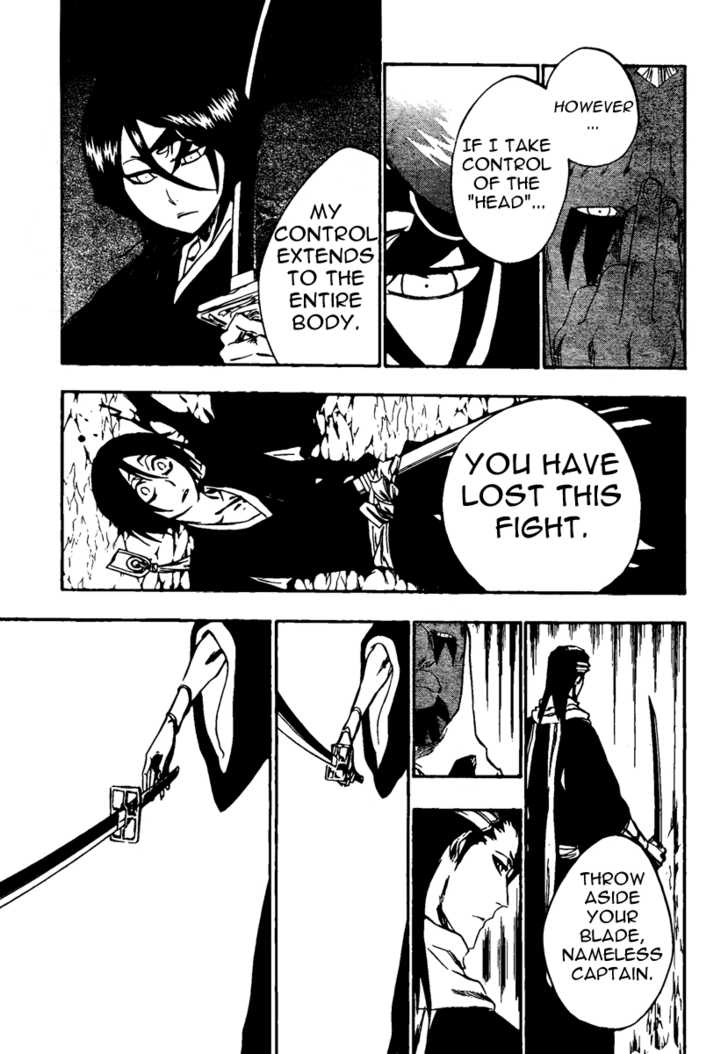 HOWEVER
...
IF I TAKE
CONTROL
OF THE
"HEAD"...
MY
CONTROL
EXTENDS
TO THE
ENTIRE
BODY.
YOU HAVE
LOST THIS
FIGHT.
THROW
ASIDE
YOUR
BLADE,
NAMELESS
CAPTAIN.